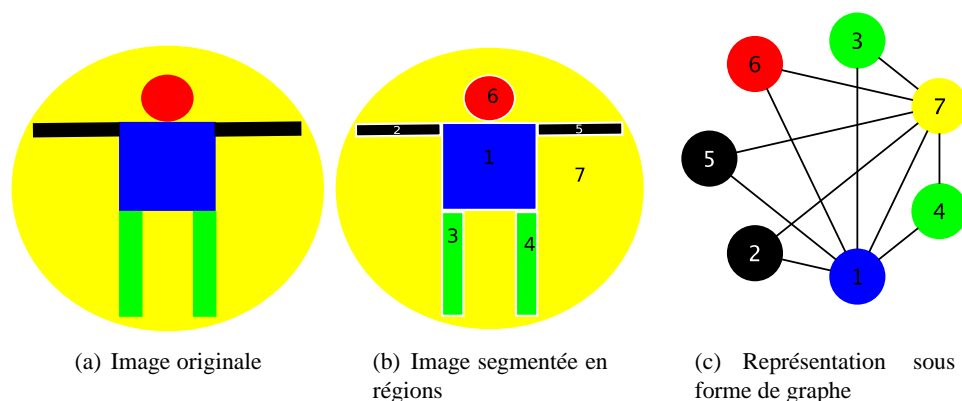 6
2
5
1
7
3
4
3
6
7
5
4
2
1
(a) Image originale
(b) Image segmentée en
régions
(c) Représentation sous
forme de graphe